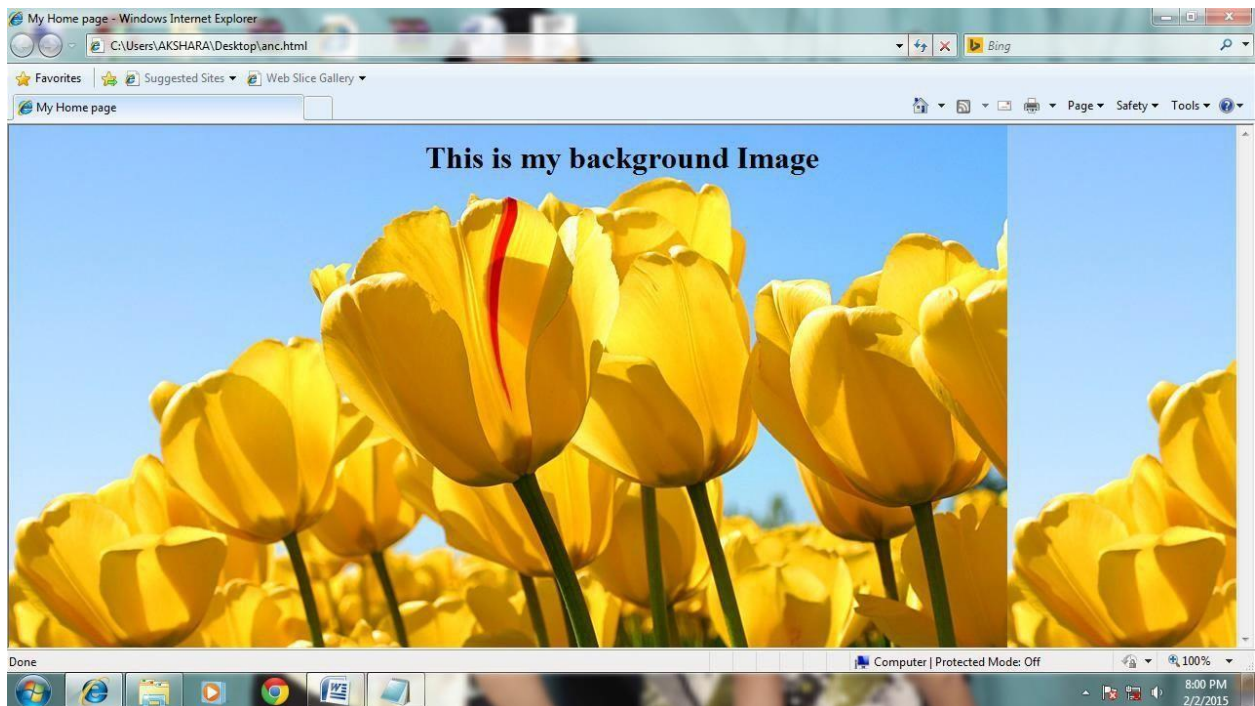 My Home page - Windows Internet Explorer
C:\Users\AKSHARA\Desktop\anc.html
Bing
Favorites Suggested Sites Web Slice Gallery
My Home page
Page Safety Tools
This is my background Image
Done
Computer | Protected Mode: Off
100%
8:00 PM
2/2/2015